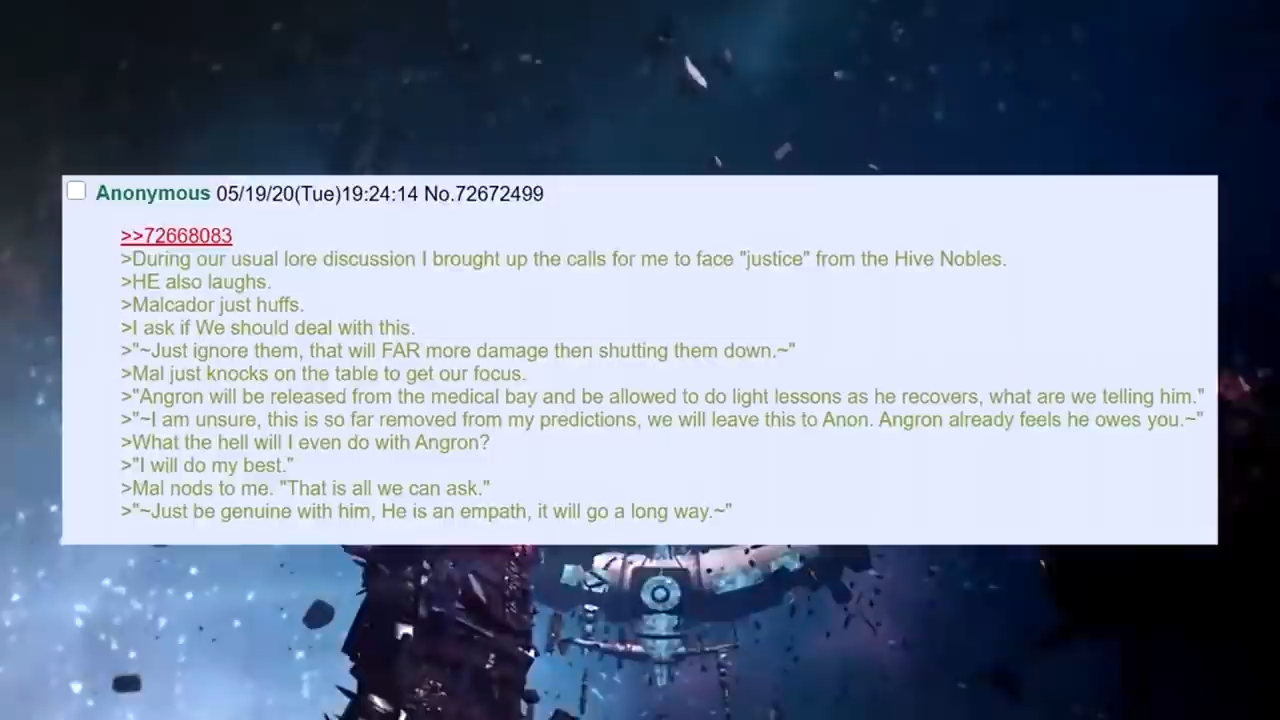 Anonymous 05/19/20(Tue)19:24:14 No.72672499
>>72668083
>During our usual lore discussion I brought up the calls for me to face "justice" from the Hive Nobles.
>HE also laughs.
>Malcador just huffs.
>I ask if We should deal with this.
>"~Just ignore them, that will FAR more damage then shutting them down.~"
>Mal just knocks on the table to get our focus.
>"Angron will be released from the medical bay and be allowed to do light lessons as he recovers, what are we telling him."
>"~I am unsure, this is so far removed from my predictions, we will leave this to Anon. Angron already feels he owes you.~"
>What the hell will I even do with Angron?
>"I will do my best."
>Mal nods to me. "That is all we can ask."
>"~Just be genuine with him, He is an empath, it will go a long way.~"